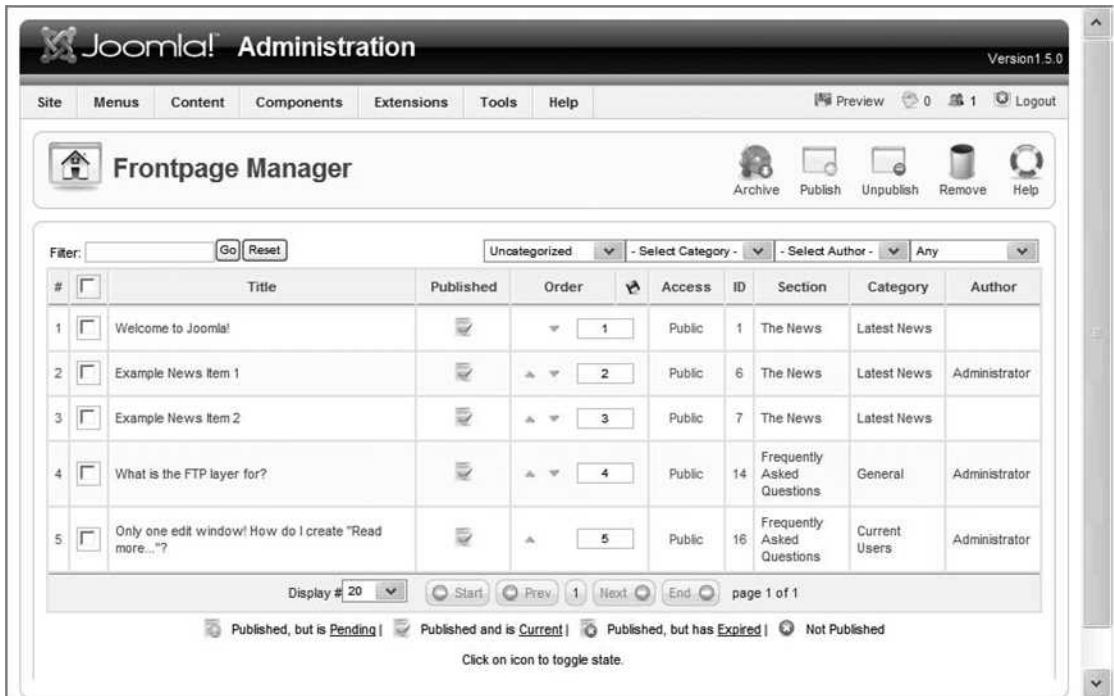 Joomla! Administration
Version1.5.0
Site Menus Content Components Extensions Tools Help Preview 0 1 Logout
Frontpage Manager
Archive Publish Unpublish Remove Help
Filter: Go Reset Uncategorized - Select Category - - Select Author - Any
# Title Published Order Access ID Section Category Author
1 Welcome to Joomla! 1 Public 1 The News Latest News
2 Example News Item 1 2 Public 6 The News Latest News Administrator
3 Example News Item 2 3 Public 7 The News Latest News
4 What is the FTP layer for? 4 Public 14 Frequently Asked Questions General Administrator
5 Only one edit window! How do I create "Read more..."? 5 Public 16 Frequently Asked Questions Current Users Administrator
Display # 20 Start Prev 1 Next End page 1 of 1
Published, but is Pending | Published and is Current | Published, but has Expired | Not Published
Click on icon to toggle state.